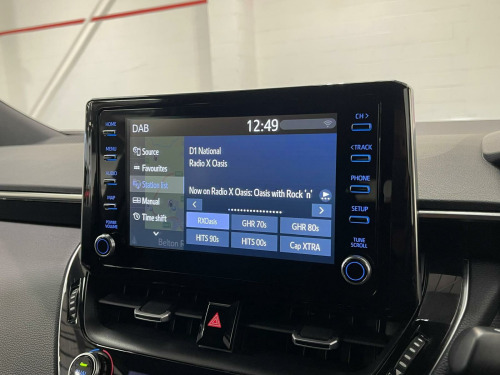 DAB
12:49
HOME
MENU
AUDIO
MAP
POWER
VOLUME
Source
Favourites
Station list
Manual
Time shift
D1 National
Radio X Oasis
Now on Radio X Oasis: Oasis with Rock 'n'
RXOasis
GHR 70s
GHR 80s
HITS 90s
HITS 00s
Cap XTRA
Belton
CH >
< TRACK
PHONE
SETUP
TUNE
SCROLL